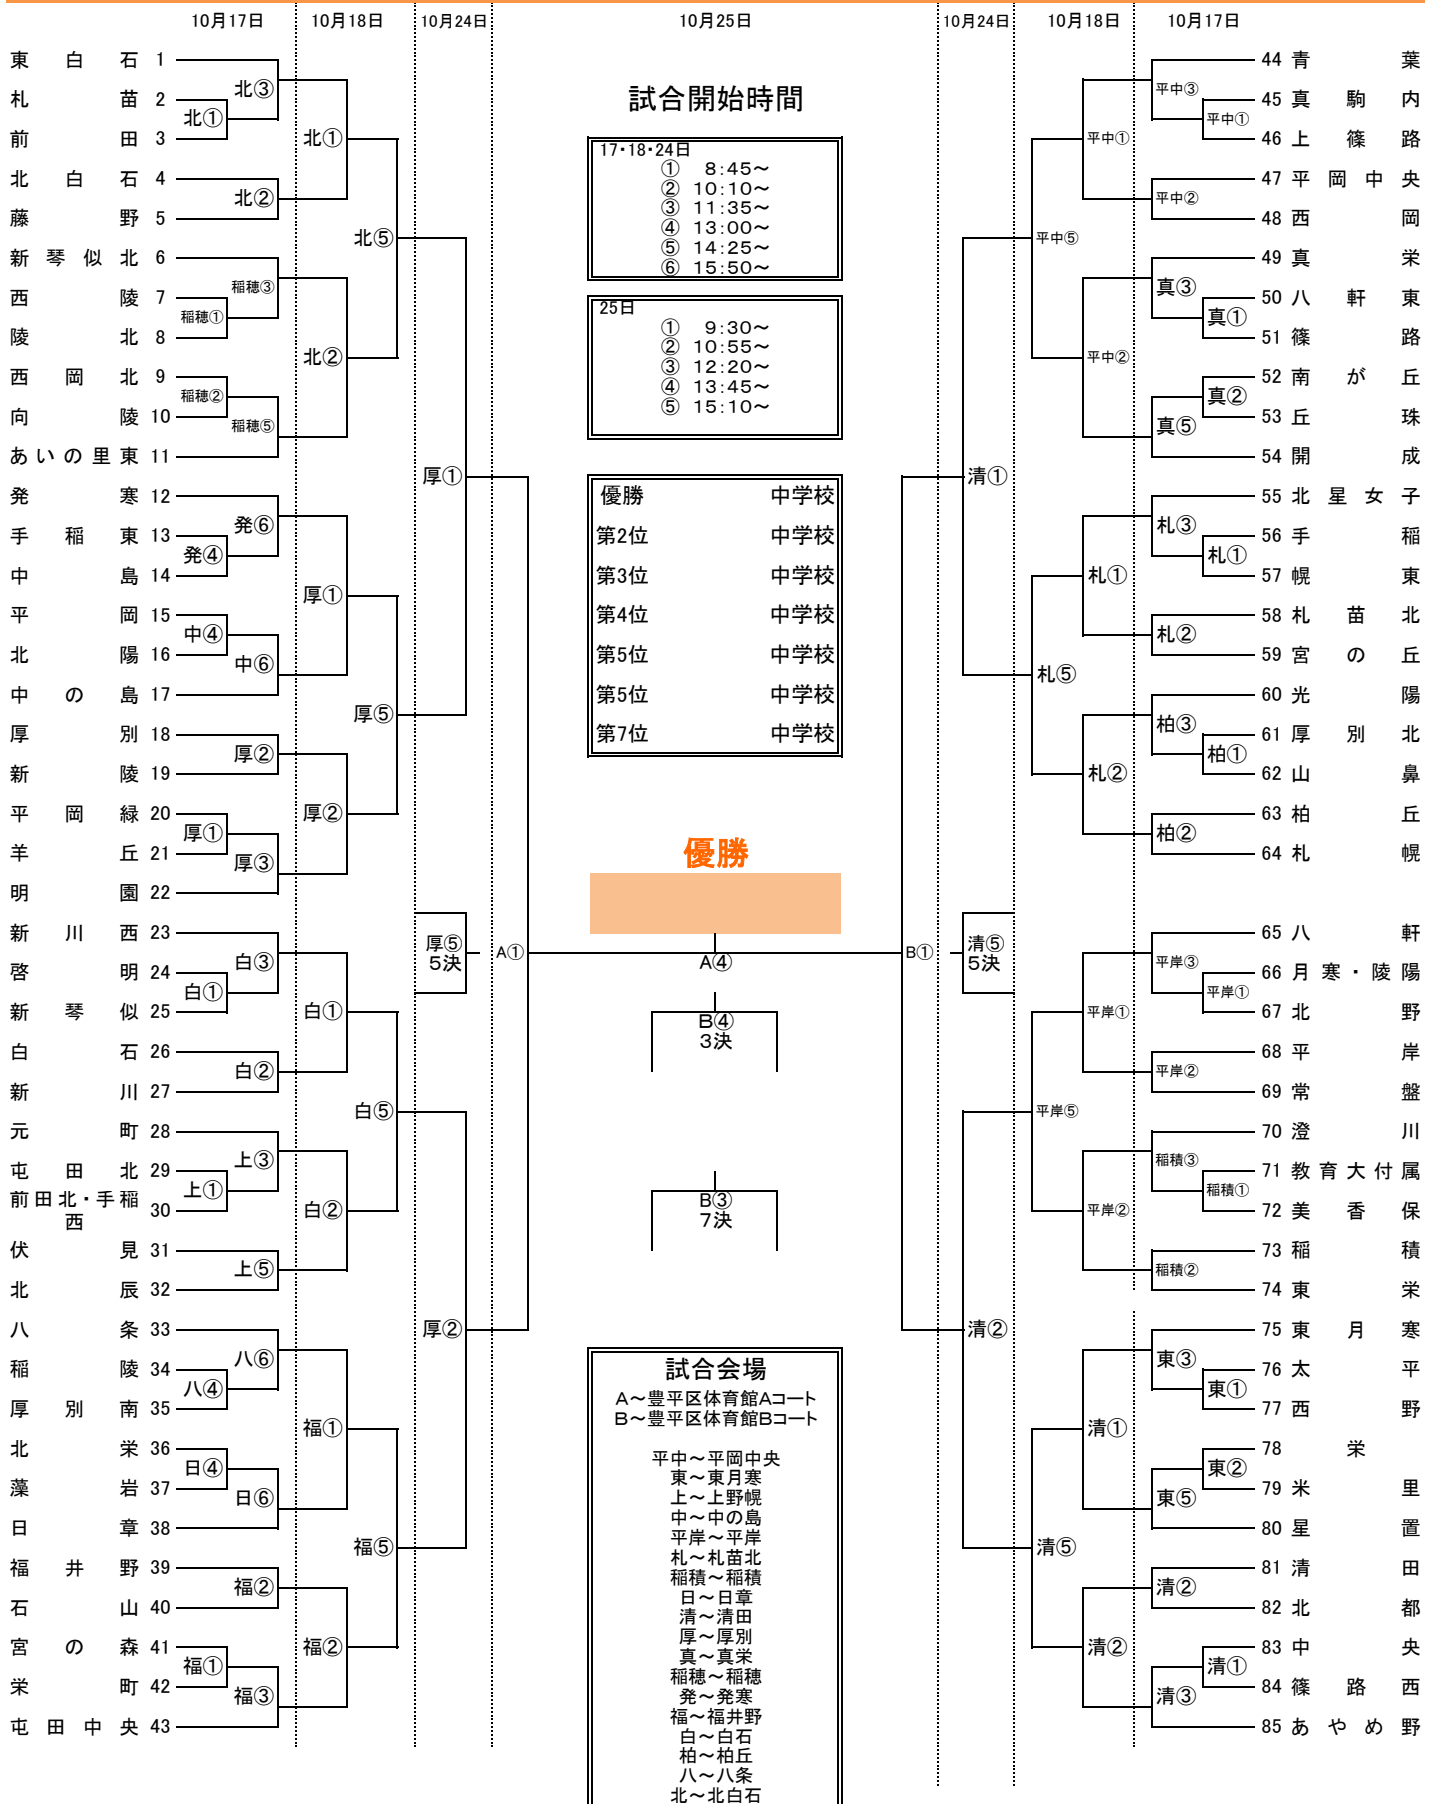 10月17日 10月18日 10月24日 10月25日 10月24日 10月18日 10月17日
東白石 1
札苗 2
前田 3
北白石 4
藤野 5
新琴似北 6
西陵 7
陵北 8
西岡北 9
向陵 10
あいの里東 11
発寒 12
手稲東 13
中島 14
平岡 15
北陽 16
中の島 17
厚別 18
新陵 19
平岡緑 20
羊丘 21
明園 22
新川西 23
啓明 24
新琴似 25
白石 26
新川 27
元町 28
屯田北 29
前田北・手稲
西 30
伏見 31
北辰 32
八条 33
稲陵 34
厚別南 35
北栄 36
藻岩 37
日章 38
福井野 39
石山 40
宮の森 41
栄町 42
屯田中央 43
北③
北①
北②
稲穂③
稲穂①
稲穂②
稲穂⑤
発⑥
発④
中④
中⑥
厚②
厚①
厚③
白③
白①
白②
上③
上①
上⑤
八⑥
八④
日④
日⑥
福②
福①
福③
北①
北②
厚①
厚②
白①
白②
福①
福②
北⑤
厚⑤
白⑤
福⑤
厚①
厚②
厚⑤
5決
A①
試合開始時間
17・18・24日
① 8:45～
② 10:10～
③ 11:35～
④ 13:00～
⑤ 14:25～
⑥ 15:50～
25日
① 9:30～
② 10:55～
③ 12:20～
④ 13:45～
⑤ 15:10～
優勝 中学校
第2位 中学校
第3位 中学校
第4位 中学校
第5位 中学校
第5位 中学校
第7位 中学校
優勝
A④
B④
3決
B③
7決
試合会場
A～豊平区体育館Aコート
B～豊平区体育館Bコート
平中～平岡中央
東～東月寒
上～上野幌
中～中の島
平岸～平岸
札～札苗北
稲積～稲積
日～日章
清～清田
厚～厚別
真～真栄
稲穂～稲穂
発～発寒
福～福井野
白～白石
柏～柏丘
八～八条
北～北白石
B①
清⑤
5決
清①
清②
平中⑤
札⑤
平岸⑤
清⑤
平中①
平中②
札①
札②
平岸①
平岸②
清①
清②
平中③
平中①
平中②
真③
真①
真②
真⑤
札③
札①
札②
柏③
柏①
柏②
平岸③
平岸①
平岸②
稲積③
稲積①
稲積②
東③
東①
東②
東⑤
清②
清①
清③
44 青葉
45 真駒内
46 上篠路
47 平岡中央
48 西岡
49 真栄
50 八軒東
51 篠路
52 南が丘
53 丘珠
54 開成
55 北星女子
56 手稲
57 幌東
58 札苗北
59 宮の丘
60 光陽
61 厚別北
62 山鼻
63 柏丘
64 札幌
65 八軒
66 月寒・陵陽
67 北野
68 平岸
69 常盤
70 澄川
71 教育大付属
72 美香保
73 稲積
74 東栄
75 東月寒
76 太平
77 西野
78 栄
79 米里
80 星置
81 清田
82 北都
83 中央
84 篠路西
85 あやめ野